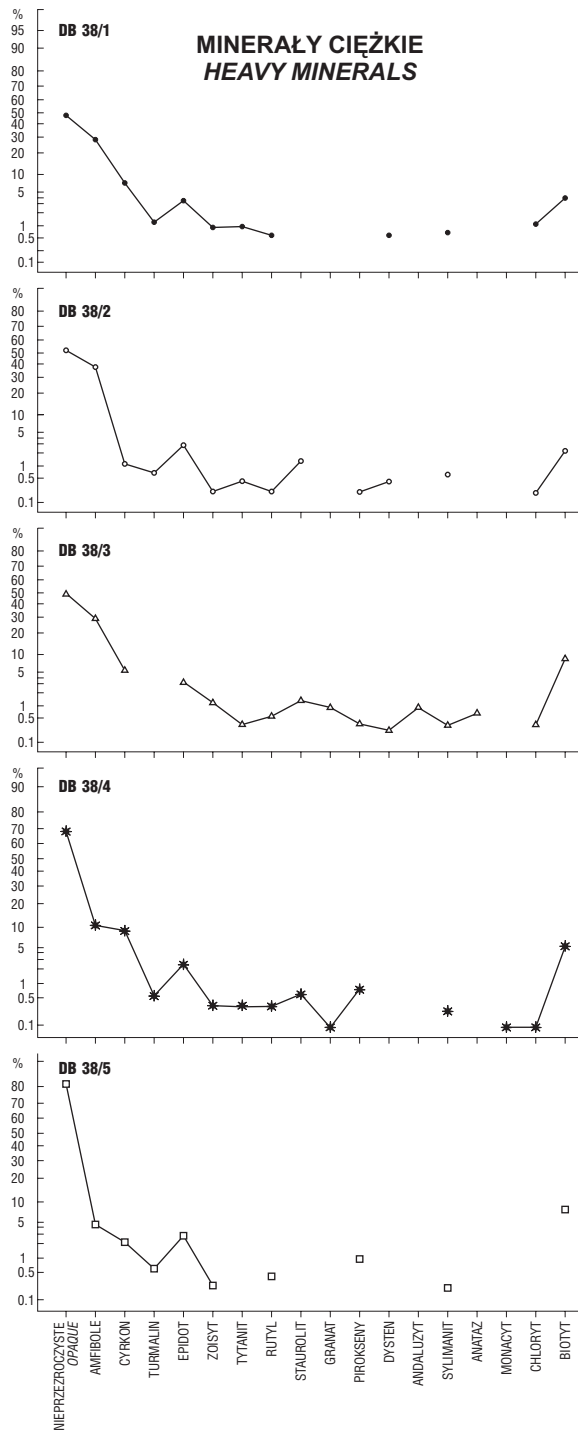 %
DB 38/1
MINERAŁY CIĘŻKIE
HEAVY MINERALS
95
90
80
70
60
50
40
30
20
10
5
1
0.5
0.1
%
DB 38/2
80
70
60
50
40
30
20
10
5
1
0.5
0.1
DB 38/3
80
70
60
50
40
30
20
10
5
1
0.5
0.1
%
DB 38/4
90
80
70
60
50
40
30
20
10
5
1
0.5
0.1
%
DB 38/5
80
70
60
50
40
30
20
10
5
1
0.5
0.1
NIEPRZEZROCZYSTE
OPAQUE
AMFIBOLE
CYRKON
TURMALIN
EPIDOT
ZOISYT
TYTANIT
RUTYL
STAUROLIT
GRANAT
PIROKSENY
DYSTEN
ANDALUZYT
SYLIMANIT
ANATAZ
MONACYT
CHLORYT
BIOTYT